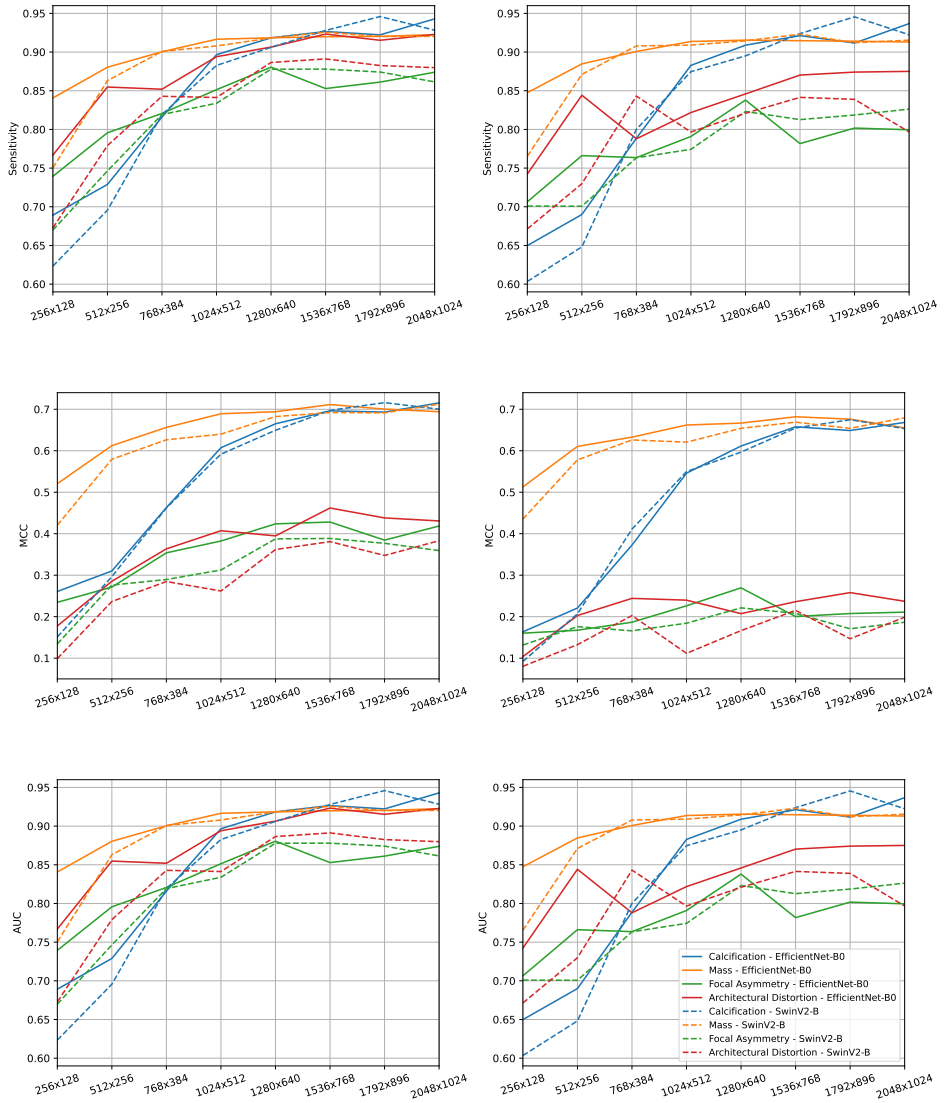 0.95
0.90
0.85
0.80
0.75
0.70
0.65
0.60
Sensitivity
256x128
512x256
768x384
1024x512
1280x640
1536x768
1792x896
2048x1024
0.95
0.90
0.85
0.80
0.75
0.70
0.65
0.60
Sensitivity
256x128
512x256
768x384
1024x512
1280x640
1536x768
1792x896
2048x1024
0.7
0.6
0.5
0.4
0.3
0.2
0.1
MCC
256x128
512x256
768x384
1024x512
1280x640
1536x768
1792x896
2048x1024
0.7
0.6
0.5
0.4
0.3
0.2
0.1
MCC
256x128
512x256
768x384
1024x512
1280x640
1536x768
1792x896
2048x1024
0.95
0.90
0.85
0.80
0.75
0.70
0.65
0.60
AUC
256x128
512x256
768x384
1024x512
1280x640
1536x768
1792x896
2048x1024
0.95
0.90
0.85
0.80
0.75
0.70
0.65
0.60
AUC
Calcification - EfficientNet-B0
Mass - EfficientNet-B0
Focal Asymmetry - EfficientNet-B0
Architectural Distortion - EfficientNet-B0
Calcification - SwinV2-B
Mass - SwinV2-B
Focal Asymmetry - SwinV2-B
Architectural Distortion - SwinV2-B
256x128
512x256
768x384
1024x512
1280x640
1536x768
1792x896
2048x1024